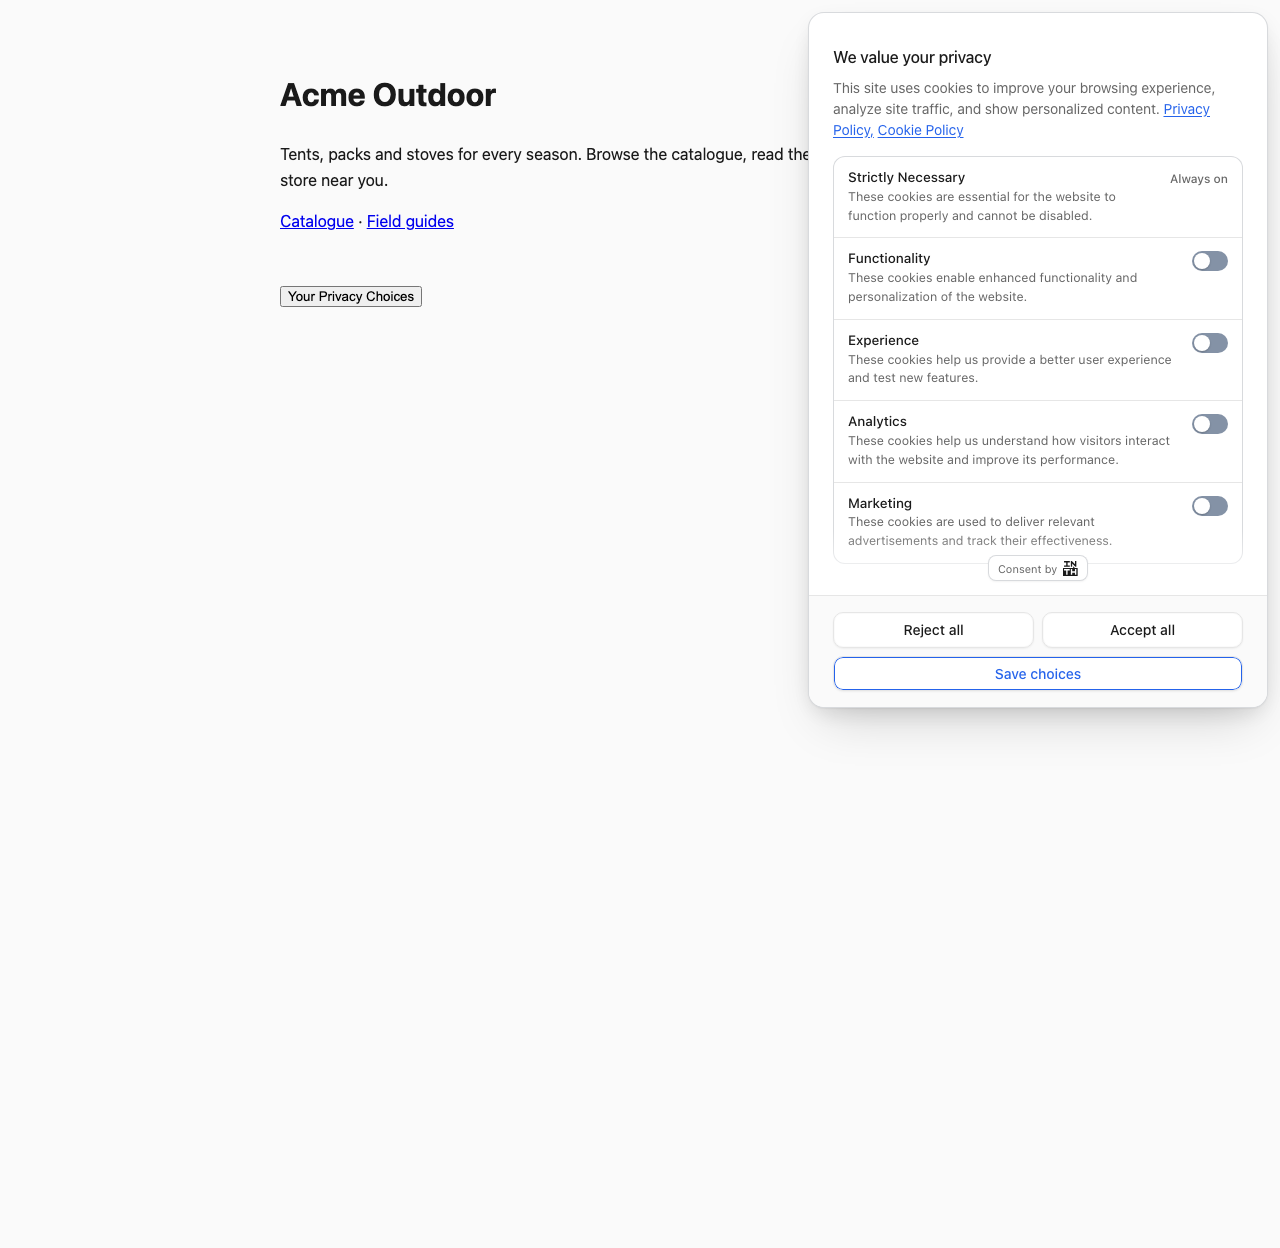 Acme Outdoor
Tents, packs and stoves for every season. Browse the catalogue, read the
store near you.
Catalogue · Field guides
Your Privacy Choices
We value your privacy
This site uses cookies to improve your browsing experience,
analyze site traffic, and show personalized content. Privacy
Policy, Cookie Policy
Strictly Necessary
Always on
These cookies are essential for the website to
function properly and cannot be disabled.
Functionality
These cookies enable enhanced functionality and
personalization of the website.
Experience
These cookies help us provide a better user experience
and test new features.
Analytics
These cookies help us understand how visitors interact
with the website and improve its performance.
Marketing
These cookies are used to deliver relevant
advertisements and track their effectiveness.
Consent by INTH
Reject all
Accept all
Save choices